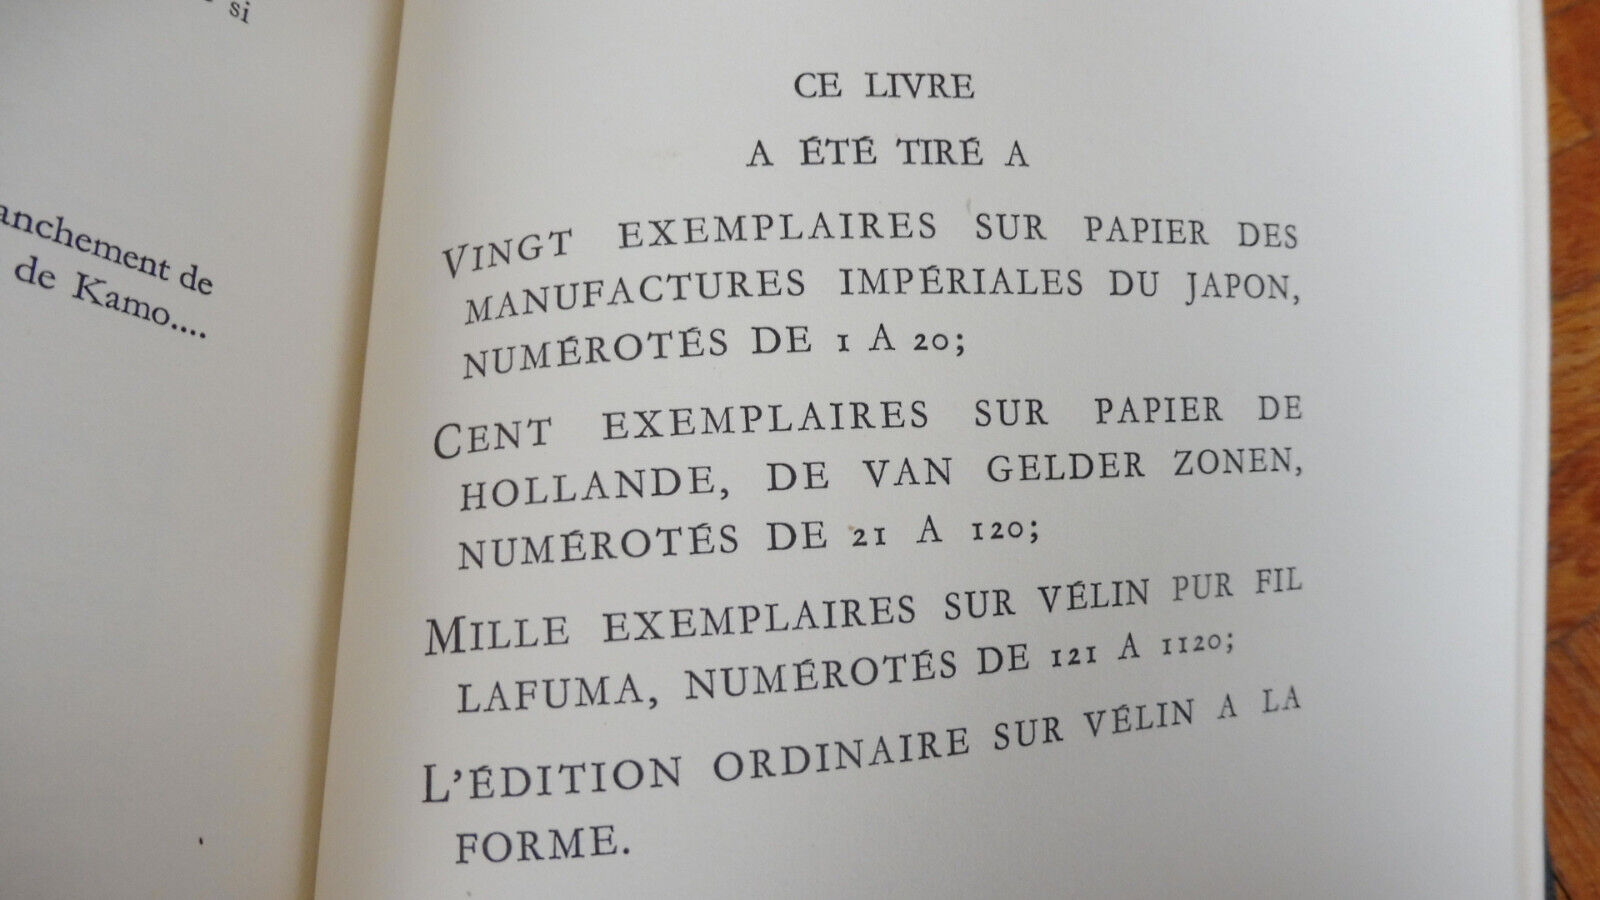 si
anchement de
de Kamo....
CE LIVRE
A ÉTÉ TIRÉ A
VINGT EXEMPLAIRES SUR PAPIER DES
MANUFACTURES IMPÉRIALES DU JAPON,
NUMÉROTÉS DE 1 A 20;
CENT EXEMPLAIRES SUR PAPIER DE
HOLLANDE, DE VAN GELDER ZONEN,
NUMÉROTÉS DE 21 A 120;
MILLE EXEMPLAIRES SUR VÉLIN PUR FIL
LAFUMA, NUMÉROTÉS DE 121 A 1120;
L'ÉDITION ORDINAIRE SUR VÉLIN A LA
FORME.